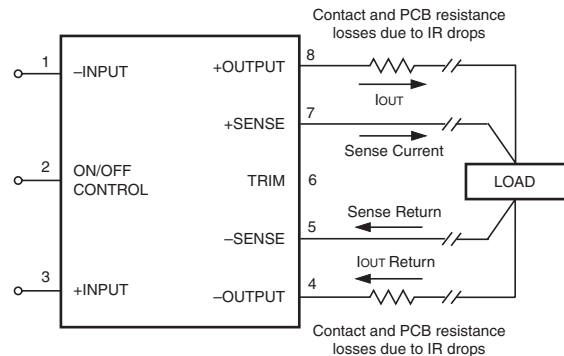 Contact and PCB resistance
losses due to IR drops
1
–INPUT
+OUTPUT
8
IOUT
+SENSE
7
Sense Current
2
ON/OFF
CONTROL
TRIM
6
LOAD
Sense Return
–SENSE
5
IOUT Return
3
+INPUT
–OUTPUT
4
Contact and PCB resistance
losses due to IR drops